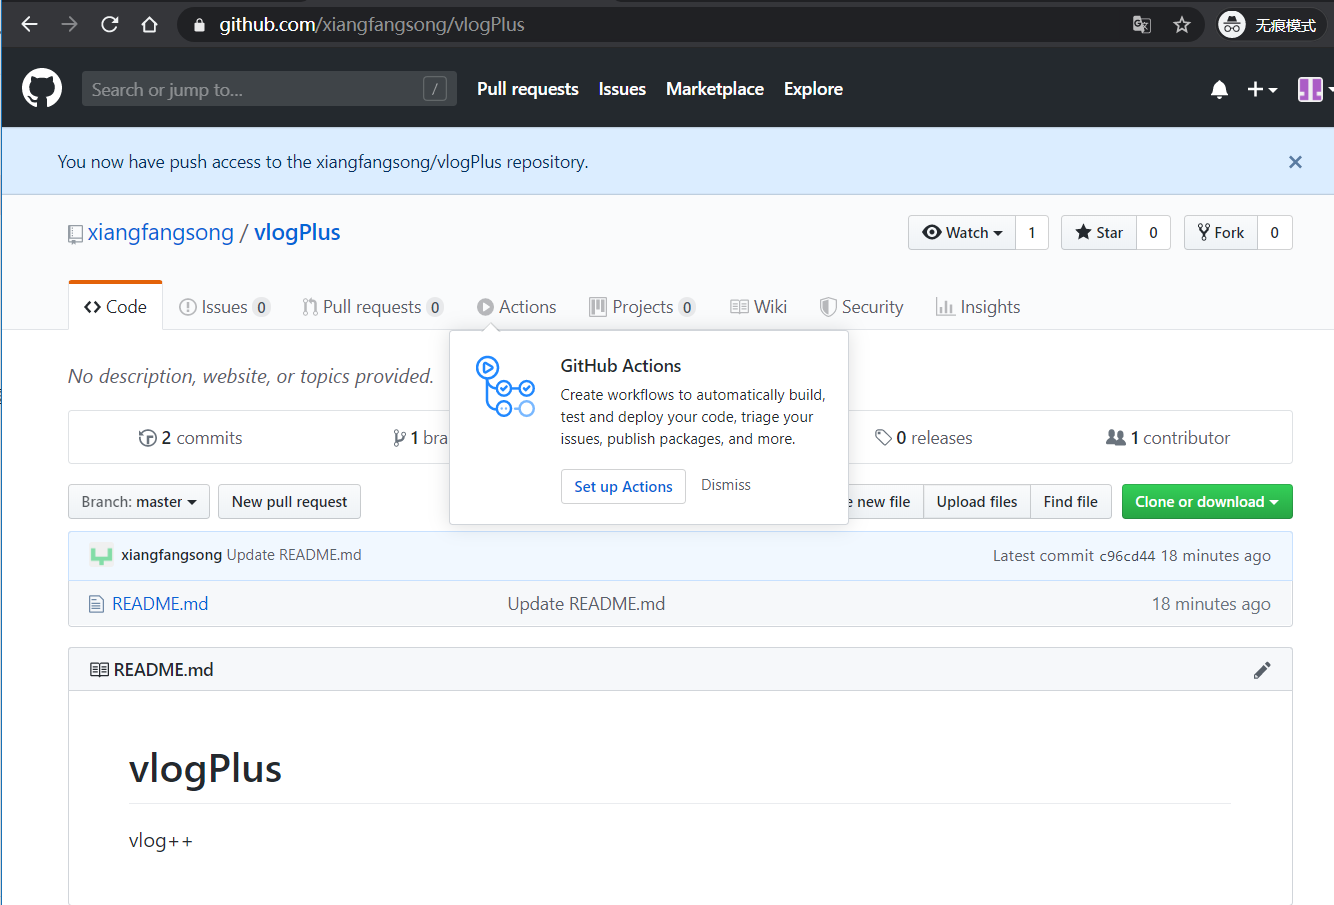 github.com/xiangfangsong/vlogPlus 无痕模式
Search or jump to... / Pull requests Issues Marketplace Explore
You now have push access to the xiangfangsong/vlogPlus repository.
xiangfangsong / vlogPlus Watch 1 Star 0 Fork 0
Code Issues 0 Pull requests 0 Actions Projects 0 Wiki Security Insights
GitHub Actions
Create workflows to automatically build,
test and deploy your code, triage your
issues, publish packages, and more.
Set up Actions Dismiss
No description, website, or topics provided.
2 commits 1 bra 0 releases 1 contributor
Branch: master New pull request e new file Upload files Find file Clone or download
xiangfangsong Update README.md Latest commit c96cd44 18 minutes ago
README.md Update README.md 18 minutes ago
README.md
vlogPlus
vlog++